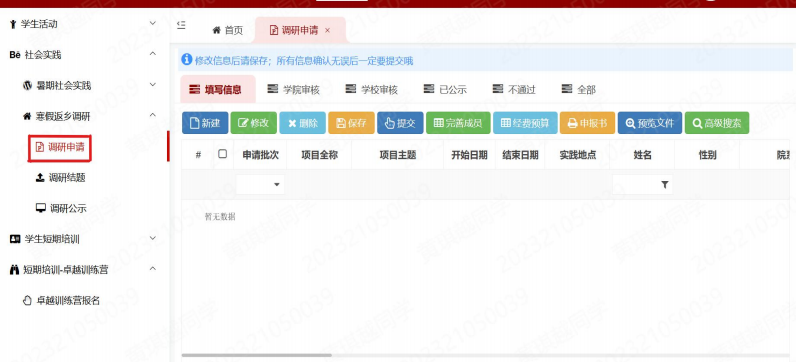 学生活动
首页 调研申请 ×
Bē 社会实践
修改信息后请保存；所有信息确认无误后一定要提交哦
暑期社会实践
填写信息 学院审核 学校审核 已公示 不通过 全部
寒假返乡调研
新建 修改 删除 保存 提交 完善成员 经费预算 申报书 预览文件 高级搜索
调研申请
# 申请批次 项目全称 项目主题 开始日期 结束日期 实践地点 姓名 性别 院系
调研结题
调研公示
暂无数据
学生短期培训
短期培训-卓越训练营
卓越训练营报名